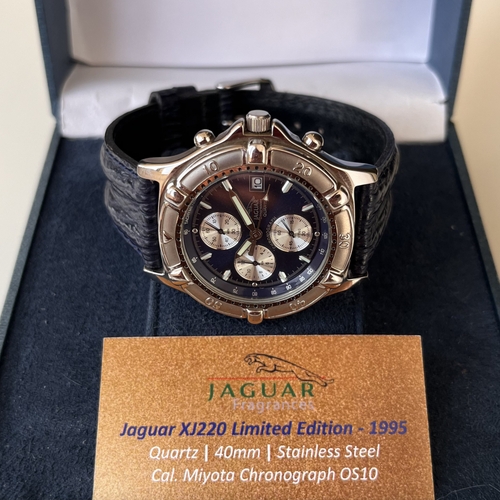 JAGUAR
Fragrances
Jaguar XJ220 Limited Edition - 1995
Quartz | 40mm | Stainless Steel
Cal. Miyota Chronograph OS10